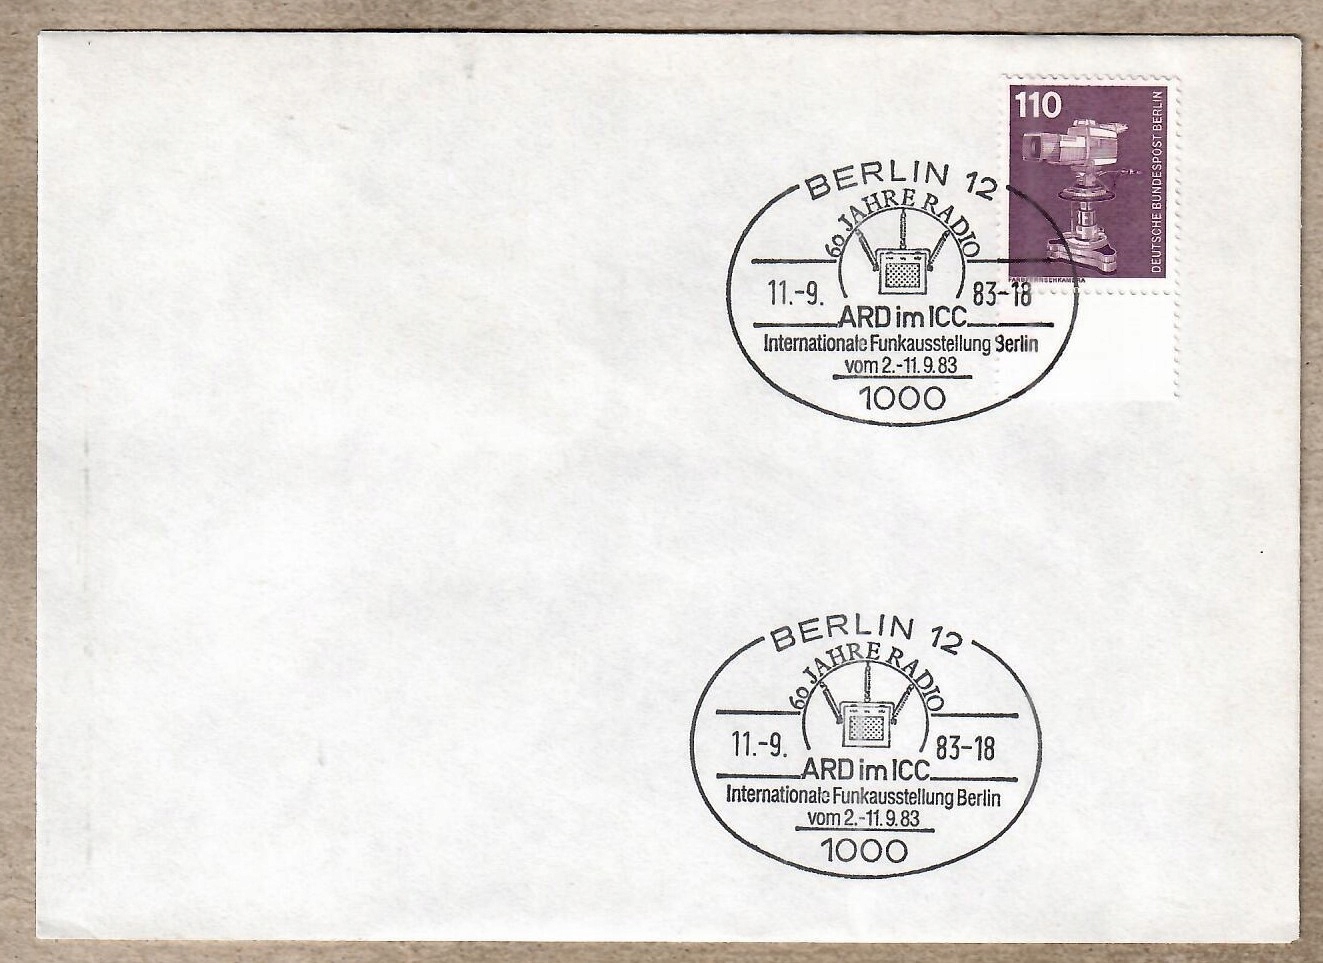 110
DEUTSCHE BUNDESPOST BERLIN
FARBFERNSEHKAMERA
BERLIN 12
60 JAHRE RADIO
11.-9. 83-18
ARD im ICC
Internationale Funkausstellung Berlin
vom 2.-11.9.83
1000
BERLIN 12
60 JAHRE RADIO
11.-9. 83-18
ARD im ICC
Internationale Funkausstellung Berlin
vom 2.-11.9.83
1000